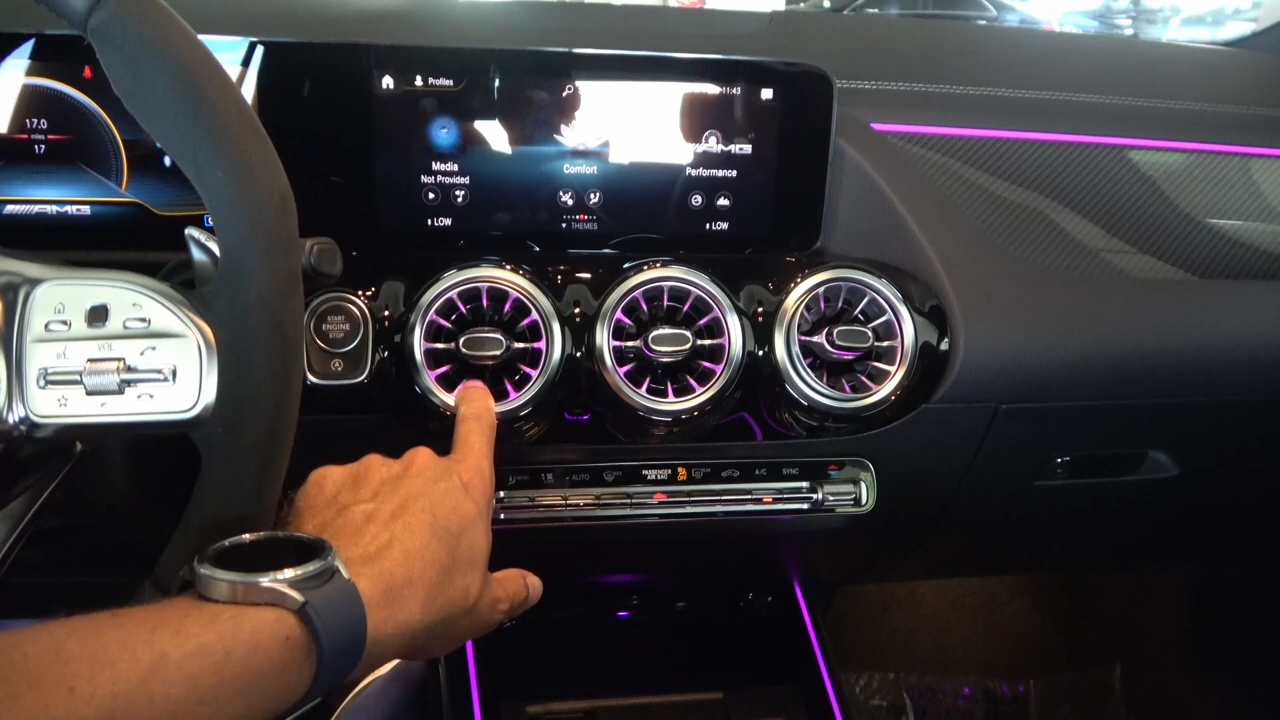 17.0
miles
17
AMG
Profiles
11:43
Media
Not Provided
LOW
Comfort
THEMES
AMG
Performance
LOW
START
ENGINE
STOP
VOL
AUTO
PASSENGER
AIR BAG
OFF
A/C
SYNC